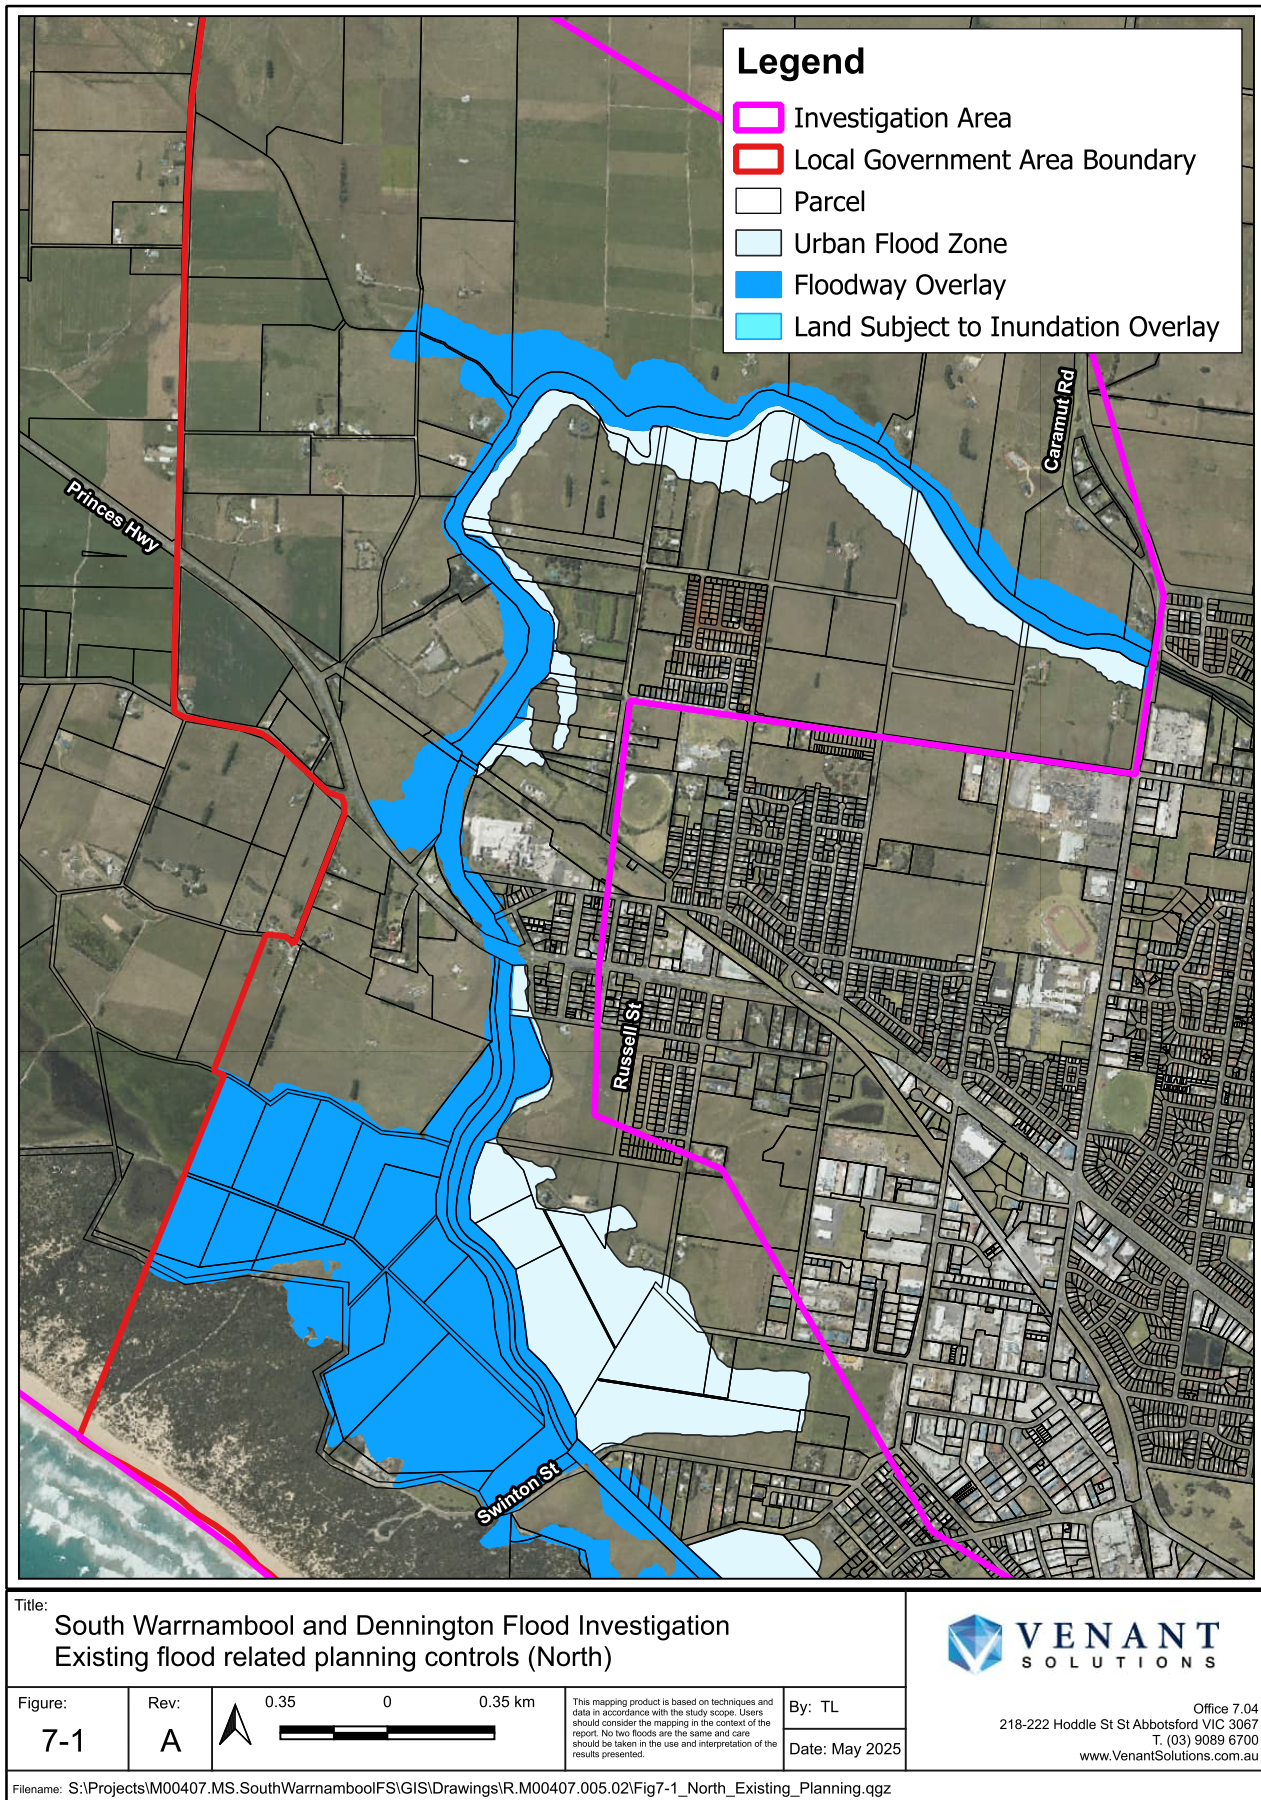 Legend
Investigation Area
Local Government Area Boundary
Parcel
Urban Flood Zone
Floodway Overlay
Land Subject to Inundation Overlay
Caramut Rd
Princes Hwy
Russell St
Swinton St
Title:
South Warrnambool and Dennington Flood Investigation
Existing flood related planning controls (North)
VENANT
SOLUTIONS
Figure:
7-1
Rev:
A
0.35 0 0.35 km
This mapping product is based on techniques and
data in accordance with the study scope. Users
should consider the mapping in the context of the
report. No two floods are the same and care
should be taken in the use and interpretation of the
results presented.
By: TL
Date: May 2025
Office 7.04
218-222 Hoddle St St Abbotsford VIC 3067
T. (03) 9089 6700
www.VenantSolutions.com.au
Filename: S:\Projects\M00407.MS.SouthWarrnamboolFS\GIS\Drawings\R.M00407.005.02\Fig7-1_North_Existing_Planning.qgz